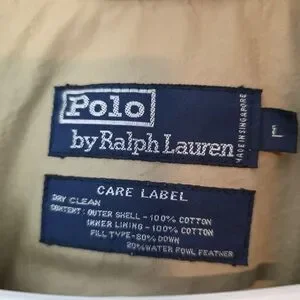 Polo
by Ralph Lauren
MADE IN SINGAPORE
L
CARE LABEL
DRY CLEAN
CONTENT: OUTER SHELL - 100% COTTON
INNER LINING - 100% COTTON
FILL TYPE - 80% DOWN
20% WATER FOWL FEATHER